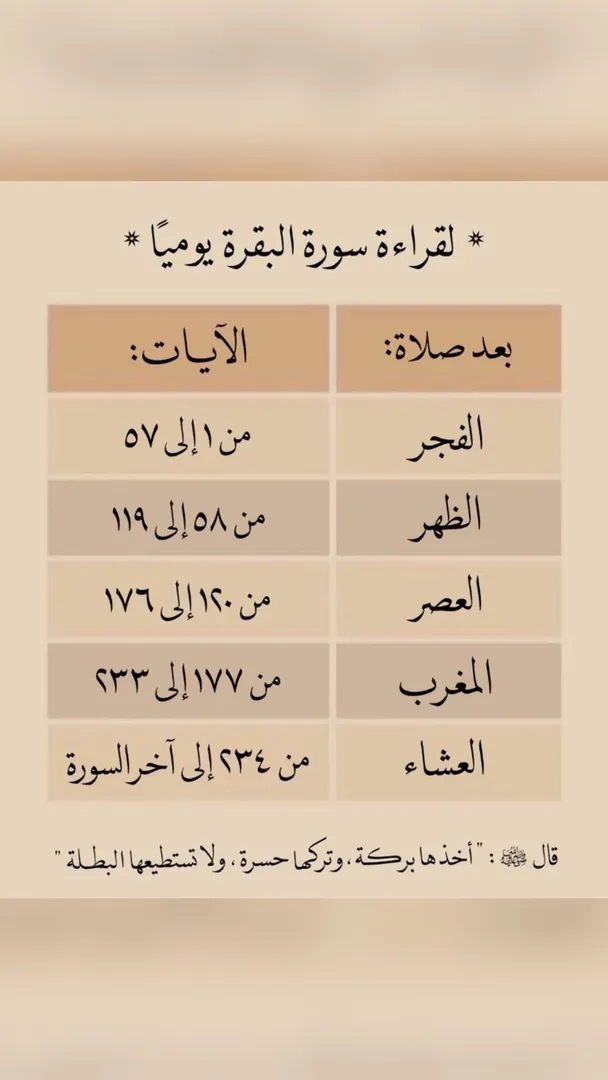 * لقراءة سورة البقرة يوميًا *
بعد صلاة: الآيات:
الفجر من ١ إلى ٥٧
الظهر من ٥٨ إلى ١١٩
العصر من ١٢٠ إلى ١٧٦
المغرب من ١٧٧ إلى ٢٣٣
العشاء من ٢٣٤ إلى آخر السورة
قال ﷺ : "أخذها بركة، وتركها حسرة، ولا تستطيعها البطلة "